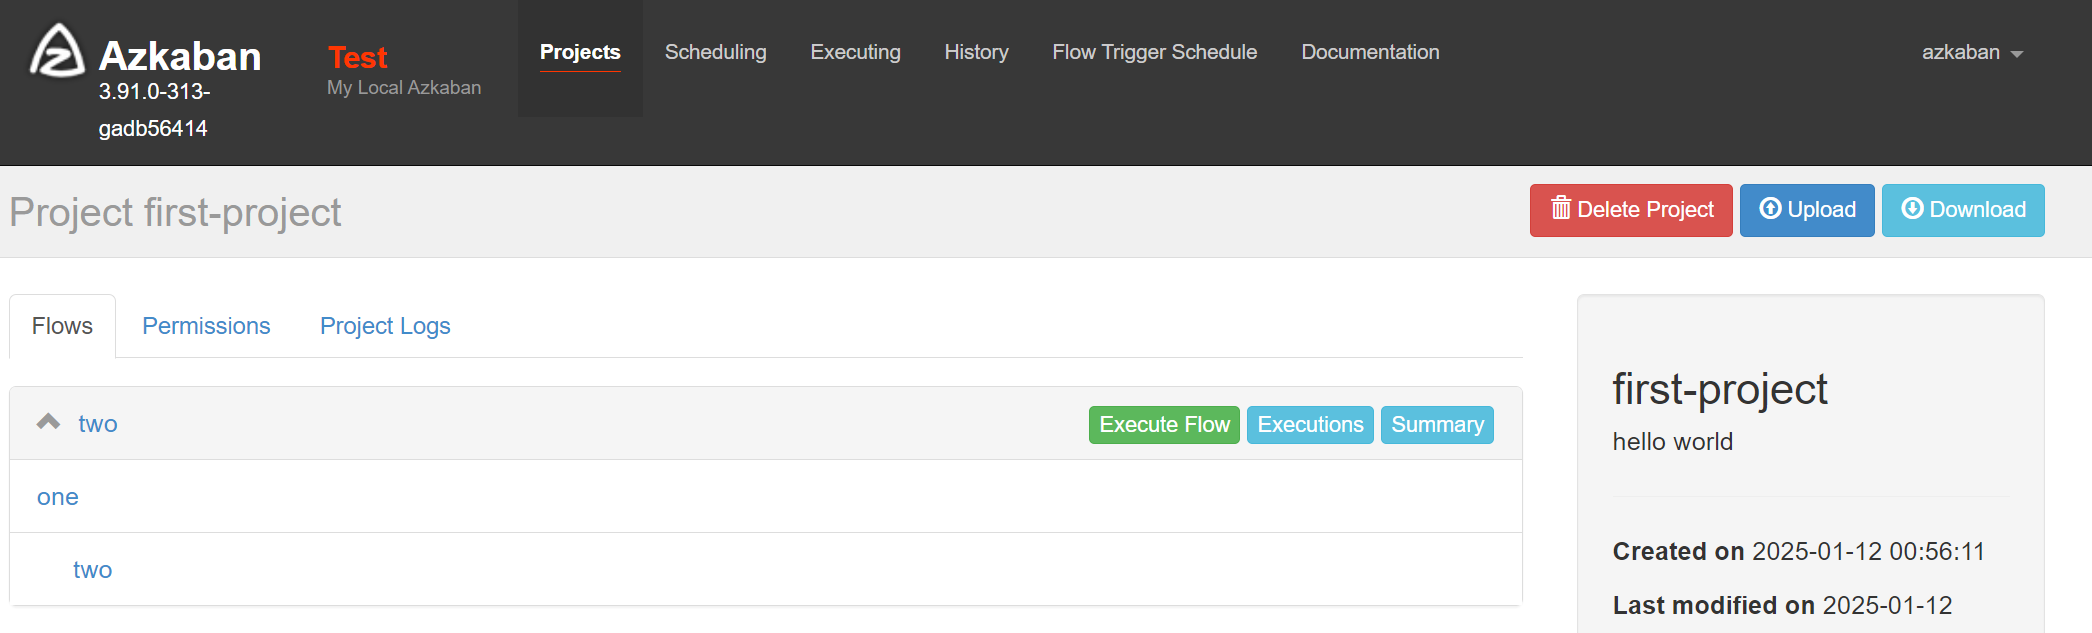 Azkaban
3.91.0-313-
gadb56414
Test
My Local Azkaban
Projects Scheduling Executing History Flow Trigger Schedule Documentation azkaban
Project first-project
Delete Project Upload Download
Flows Permissions Project Logs
two Execute Flow Executions Summary
one
two
first-project
hello world
Created on 2025-01-12 00:56:11
Last modified on 2025-01-12